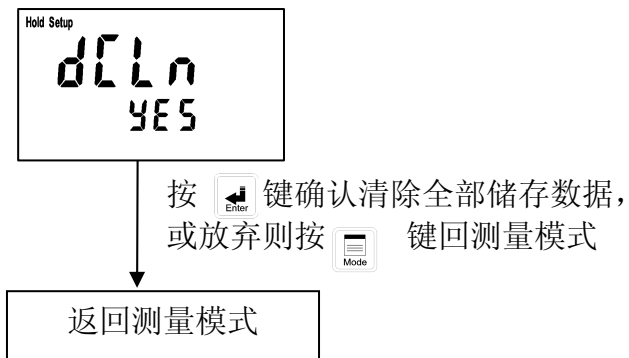 Hold Setup
dCLn
YES
按 Enter 键确认清除全部储存数据，
或放弃则按 Mode 键回测量模式
返回测量模式